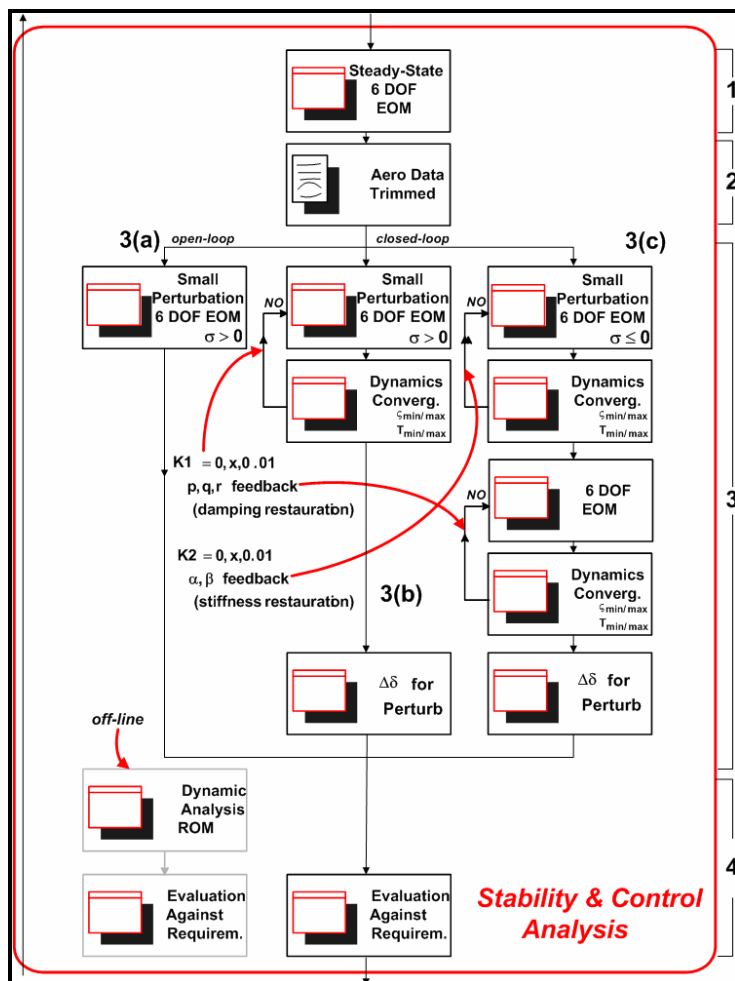 Steady-State
6 DOF
EOM
1
Aero Data
Trimmed
2
3(a)
open-loop
closed-loop
3(c)
Small
Perturbation
6 DOF EOM
σ > 0
NO
Small
Perturbation
6 DOF EOM
σ > 0
NO
Small
Perturbation
6 DOF EOM
σ ≤ 0
Dynamics
Converg.
ςmin/max
Tmin/max
Dynamics
Converg.
ςmin/max
Tmin/max
K1 = 0, x,0.01
p, q, r feedback
(damping restauration)
NO
6 DOF
EOM
K2 = 0, x,0.01
α, β feedback
(stiffness restauration)
3(b)
Dynamics
Converg.
ςmin/max
Tmin/max
3
Δδ for
Perturb
Δδ for
Perturb
off-line
Dynamic
Analysis
ROM
4
Evaluation
Against
Requirem.
Evaluation
Against
Requirem.
Stability & Control
Analysis